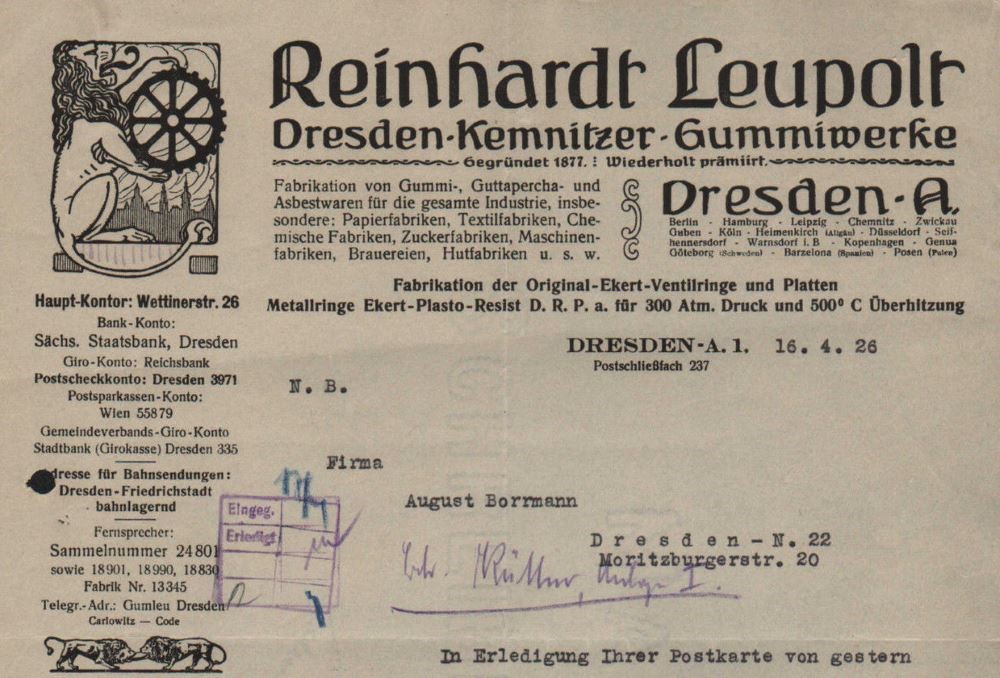 Reinhardt Leupolt
Dresden-Kemnitzer-Gummiwerke
Gegründet 1877. : Wiederholt prämiirt.
Fabrikation von Gummi-, Guttapercha- und
Asbestwaren für die gesamte Industrie, insbe-
sondere: Papierfabriken, Textilfabriken, Che-
mische Fabriken, Zuckerfabriken, Maschinen-
fabriken, Brauereien, Hutfabriken u. s. w.
Dresden-A.
Berlin - Hamburg - Leipzig - Chemnitz - Zwickau
Guben - Köln - Heimenkirch (Allgäu) - Düsseldorf - Seif-
hennersdorf - Warnsdorf i. B - Kopenhagen - Genua
Göteborg (Schweden) - Barzelona (Spanien) - Posen (Polen)
Fabrikation der Original-Ekert-Ventilringe und Platten
Metallringe Ekert-Plasto-Resist D. R. P. a. für 300 Atm. Druck und 500° C Überhitzung
Haupt-Kontor: Wettinerstr. 26
Bank-Konto:
Sächs. Staatsbank, Dresden
Giro-Konto: Reichsbank
Postscheckkonto: Dresden 3971
Postsparkassen-Konto:
Wien 55879
Gemeindeverbands-Giro-Konto
Stadtbank (Girokasse) Dresden 335
dresse für Bahnsendungen:
Dresden-Friedrichstadt
bahnlagernd
Fernsprecher:
Sammelnummer 24801
sowie 18901, 18990, 18830
Fabrik Nr. 13345
Telegr.-Adr.: Gumleu Dresden
Carlowitz — Code
DRESDEN-A. 1, 16. 4. 26
Postschließfach 237
N. B.
Firma
August Borrmann
Dresden-N. 22
Moritzburgerstr. 20
Eingeg.
Erledigt
In Erledigung Ihrer Postkarte von gestern